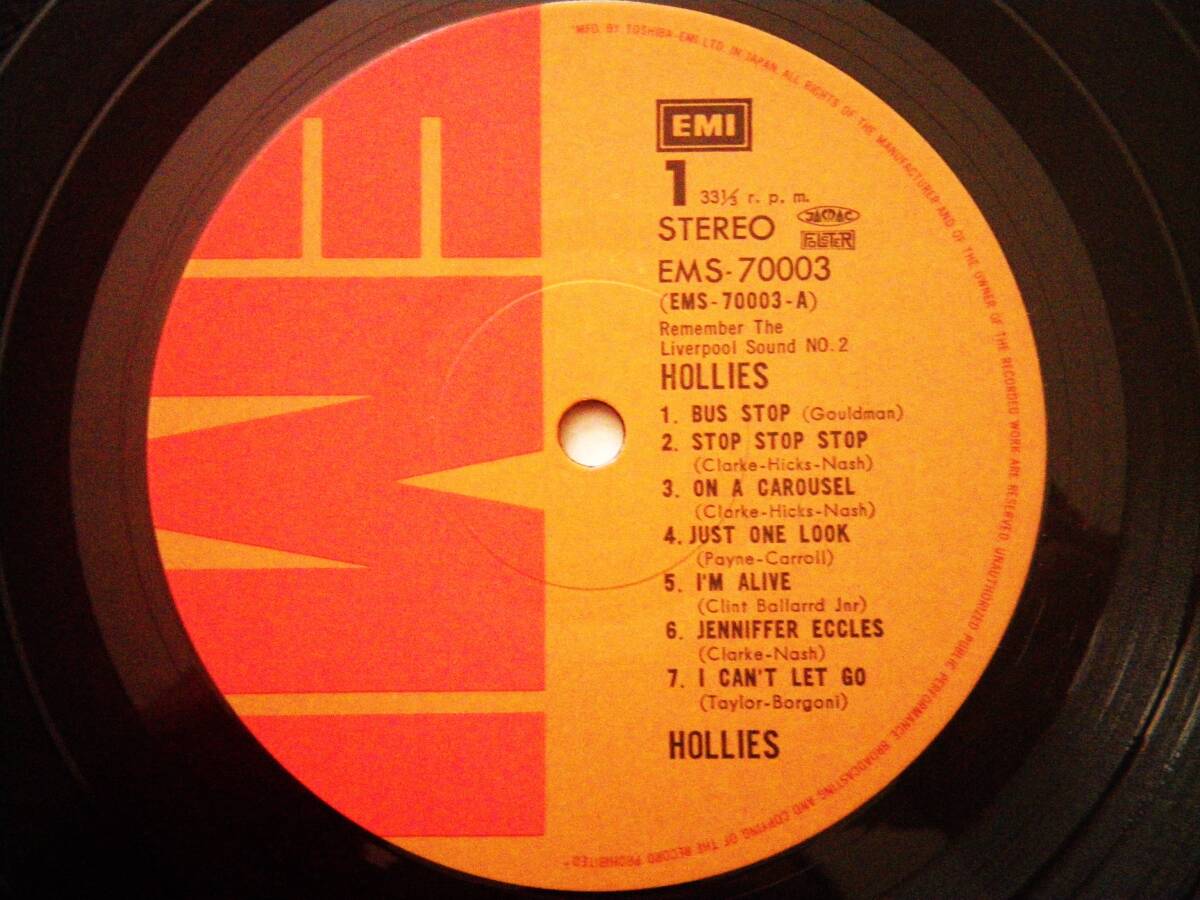 "MFD. BY TOSHIBA-EMI LTD. IN JAPAN. ALL RIGHTS OF THE MANUFACTURER AND OF THE OWNER OF THE RECORDED WORK ARE RESERVED. UNAUTHORIZED PUBLIC PERFORMANCE BROADCASTING AND COPYING OF THE RECORD PROHIBITED"
EMI
EMI
1 33⅓ r. p. m.
STEREO JAMAC
FOLSTER
EMS-70003
(EMS-70003-A)
Remember The
Liverpool Sound NO.2
HOLLIES
1. BUS STOP (Gouldman)
2. STOP STOP STOP
(Clarke-Hicks-Nash)
3. ON A CAROUSEL
(Clarke-Hicks-Nash)
4. JUST ONE LOOK
(Payne-Carroll)
5. I'M ALIVE
(Clint Ballarrd Jnr)
6. JENNIFFER ECCLES
(Clarke-Nash)
7. I CAN'T LET GO
(Taylor-Borgoni)
HOLLIES